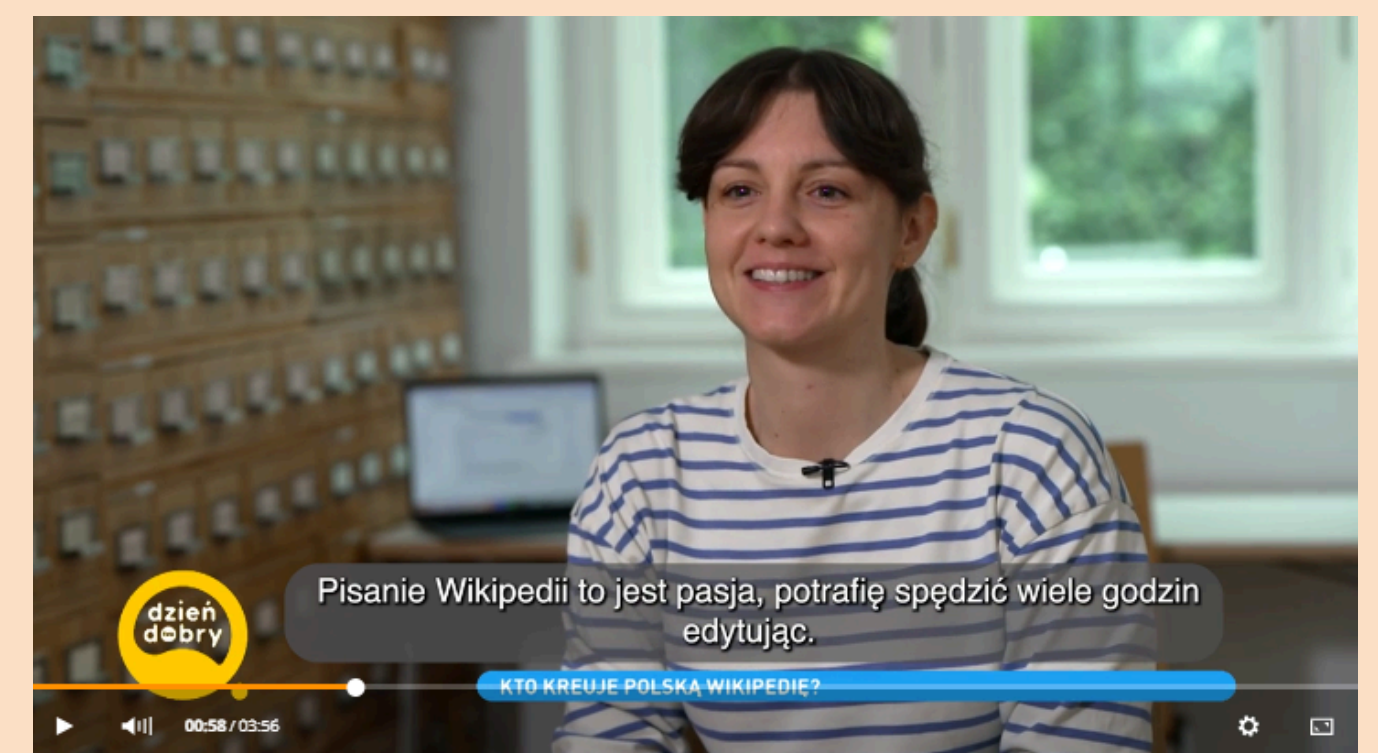 dzień
dobry
Pisanie Wikipedii to jest pasja, potrafię spędzić wiele godzin
edytując.
KTO KREUJE POLSKĄ WIKIPEDIĘ?
00:58 / 03:56